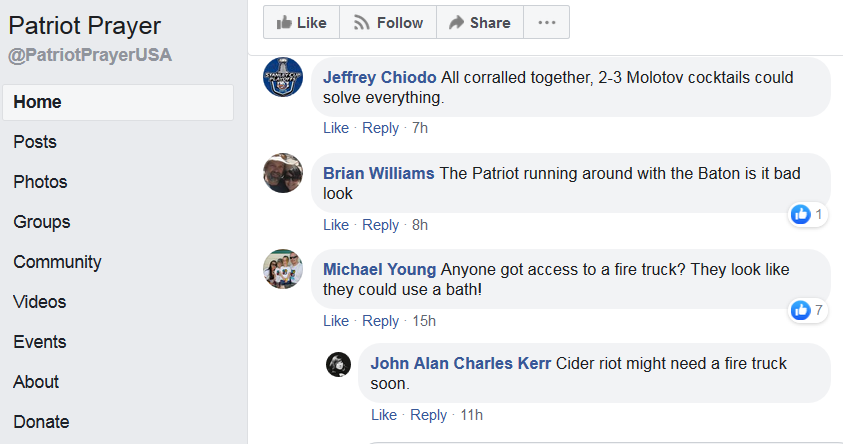 Patriot Prayer
@PatriotPrayerUSA
Home
Posts
Photos
Groups
Community
Videos
Events
About
Donate
Like Follow Share ...
Jeffrey Chiodo All corralled together, 2-3 Molotov cocktails could
solve everything.
Like · Reply · 7h
Brian Williams The Patriot running around with the Baton is it bad
look
1
Like · Reply · 8h
Michael Young Anyone got access to a fire truck? They look like
they could use a bath!
7
Like · Reply · 15h
John Alan Charles Kerr Cider riot might need a fire truck
soon.
Like · Reply · 11h